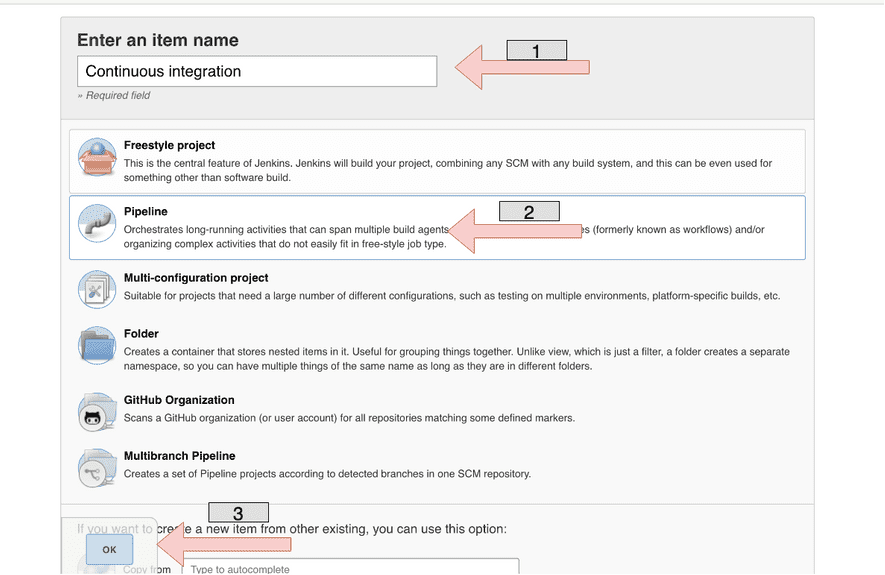 Enter an item name
1
Continuous integration
» Required field
Freestyle project
This is the central feature of Jenkins. Jenkins will build your project, combining any SCM with any build system, and this can be even used for
something other than software build.
Pipeline
2
Orchestrates long-running activities that can span multiple build agents es (formerly known as workflows) and/or
organizing complex activities that do not easily fit in free-style job type.
Multi-configuration project
Suitable for projects that need a large number of different configurations, such as testing on multiple environments, platform-specific builds, etc.
Folder
Creates a container that stores nested items in it. Useful for grouping things together. Unlike view, which is just a filter, a folder creates a separate
namespace, so you can have multiple things of the same name as long as they are in different folders.
GitHub Organization
Scans a GitHub organization (or user account) for all repositories matching some defined markers.
Multibranch Pipeline
Creates a set of Pipeline projects according to detected branches in one SCM repository.
3
If you want to create a new item from other existing, you can use this option:
OK
Copy from
Type to autocomplete